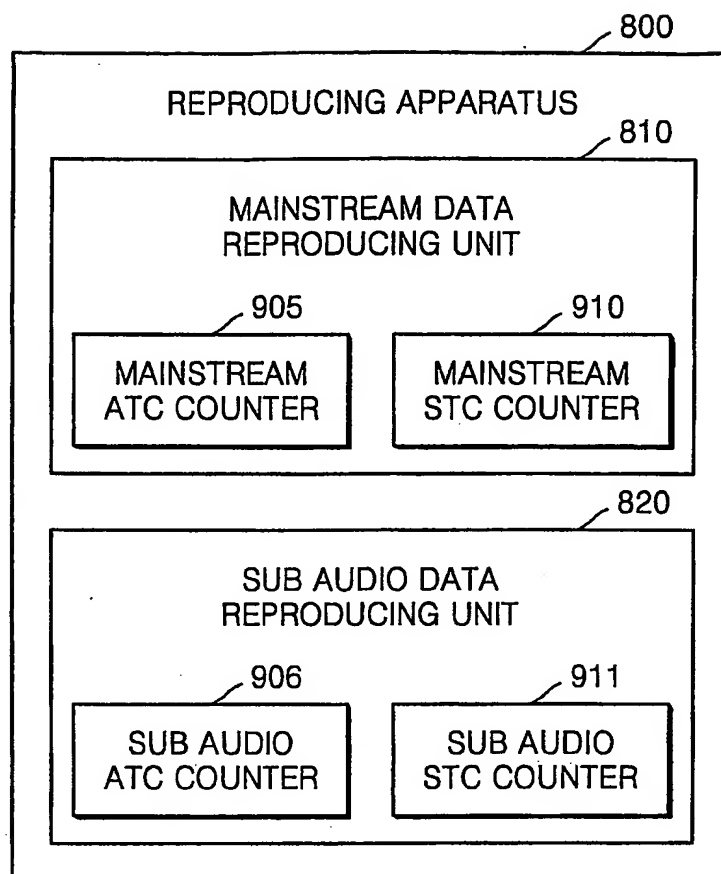 800
REPRODUCING APPARATUS
810
MAINSTREAM DATA
REPRODUCING UNIT
905
910
MAINSTREAM
ATC COUNTER
MAINSTREAM
STC COUNTER
820
SUB AUDIO DATA
REPRODUCING UNIT
906
911
SUB AUDIO
ATC COUNTER
SUB AUDIO
STC COUNTER